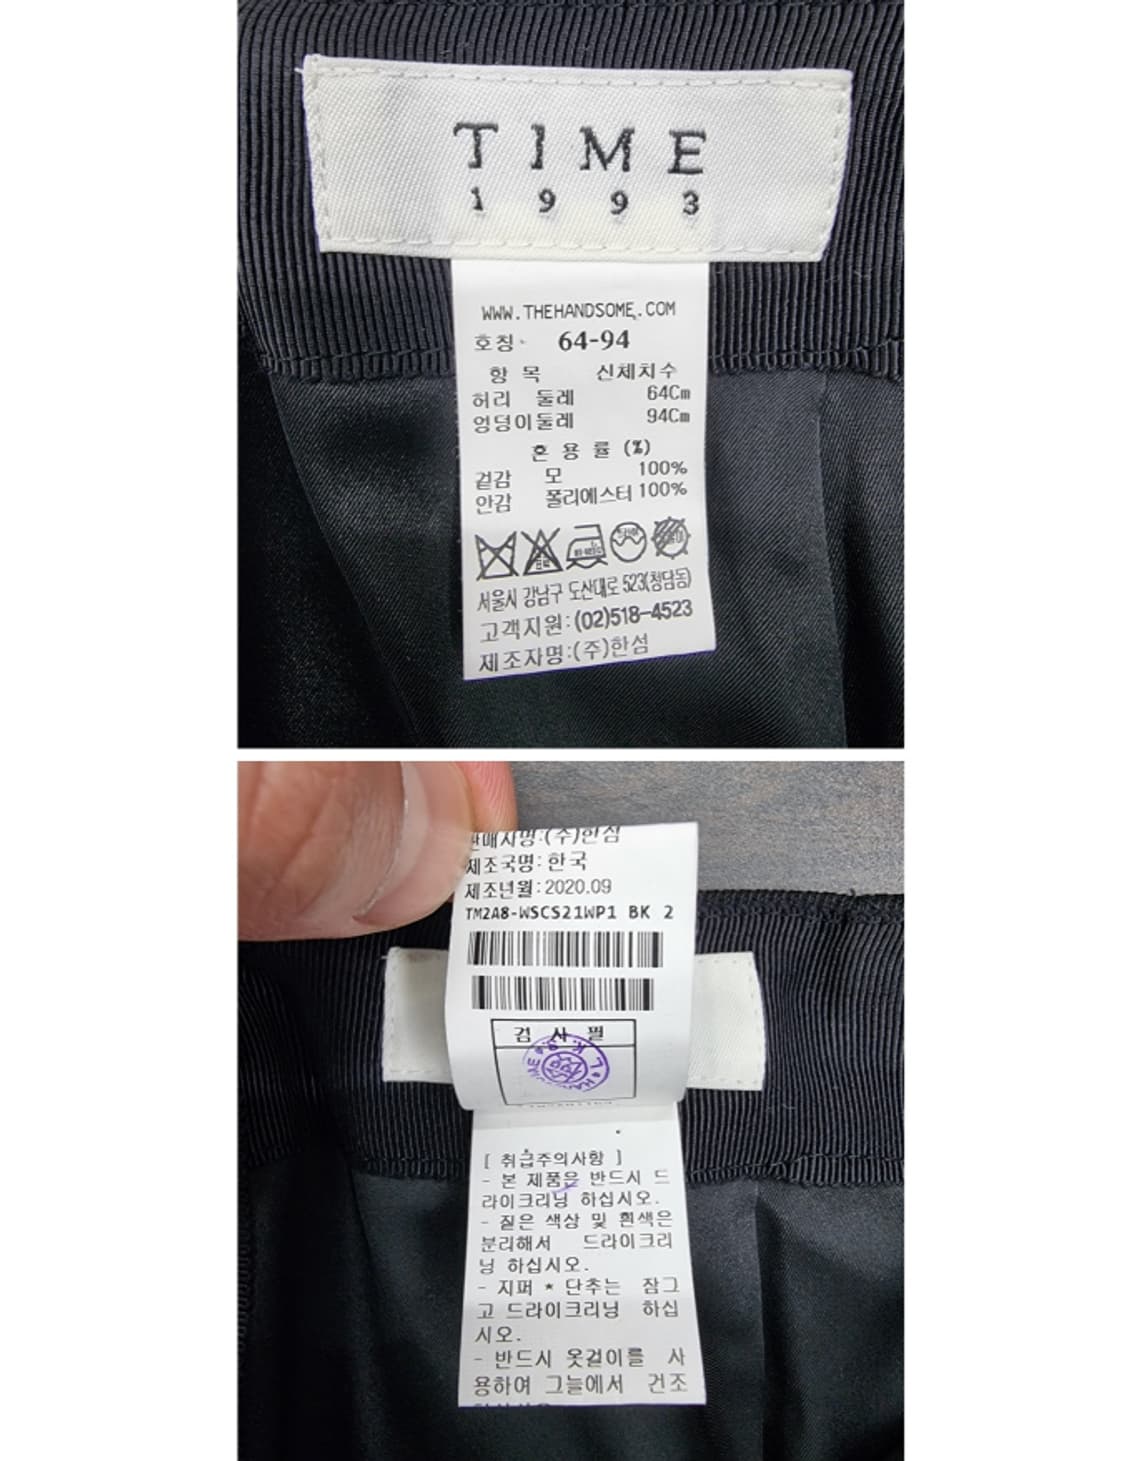 TIME
1993
WWW.THEHANDSOME.COM
호칭 64-94
항 목 신체치수
허리 둘레 64Cm
엉덩이둘레 94Cm
혼 용 률 (%)
겉감 모 100%
안감 폴리에스터 100%
서울시 강남구 도산대로 523(청담동)
고객지원:(02)518-4523
제조자명:(주)한섬
판매자명:(주)한섬
제조국명:한국
제조년월:2020.09
TM2A8-WSCS21WP1 BK 2
검 사 필
[ 취급주의사항 ]
- 본 제품은 반드시 드
라이크리닝 하십시오.
- 짙은 색상 및 흰색은
분리해서 드라이크리
닝 하십시오.
- 지퍼 * 단추는 잠그
고 드라이크리닝 하십
시오.
- 반드시 옷걸이를 사
용하여 그늘에서 건조